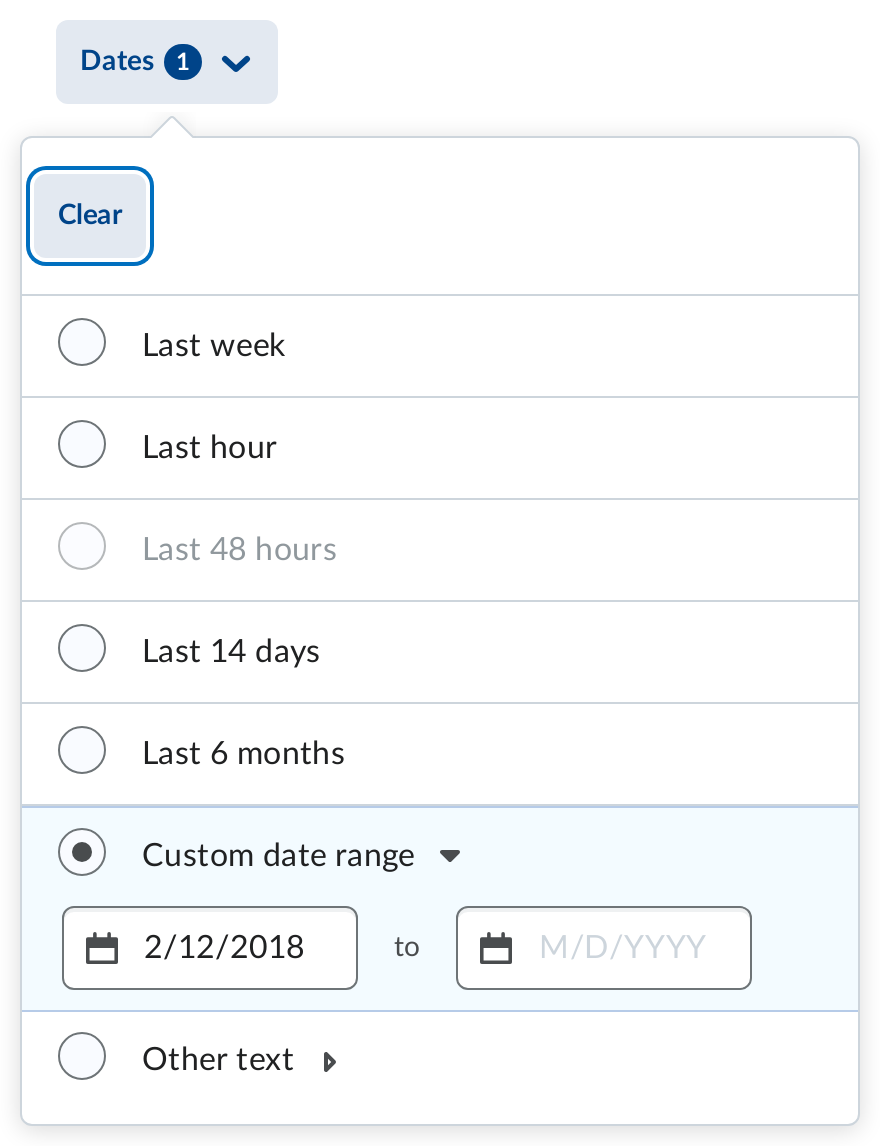 Dates 1
Clear
Last week
Last hour
Last 48 hours
Last 14 days
Last 6 months
Custom date range
2/12/2018 to M/D/YYYY
Other text